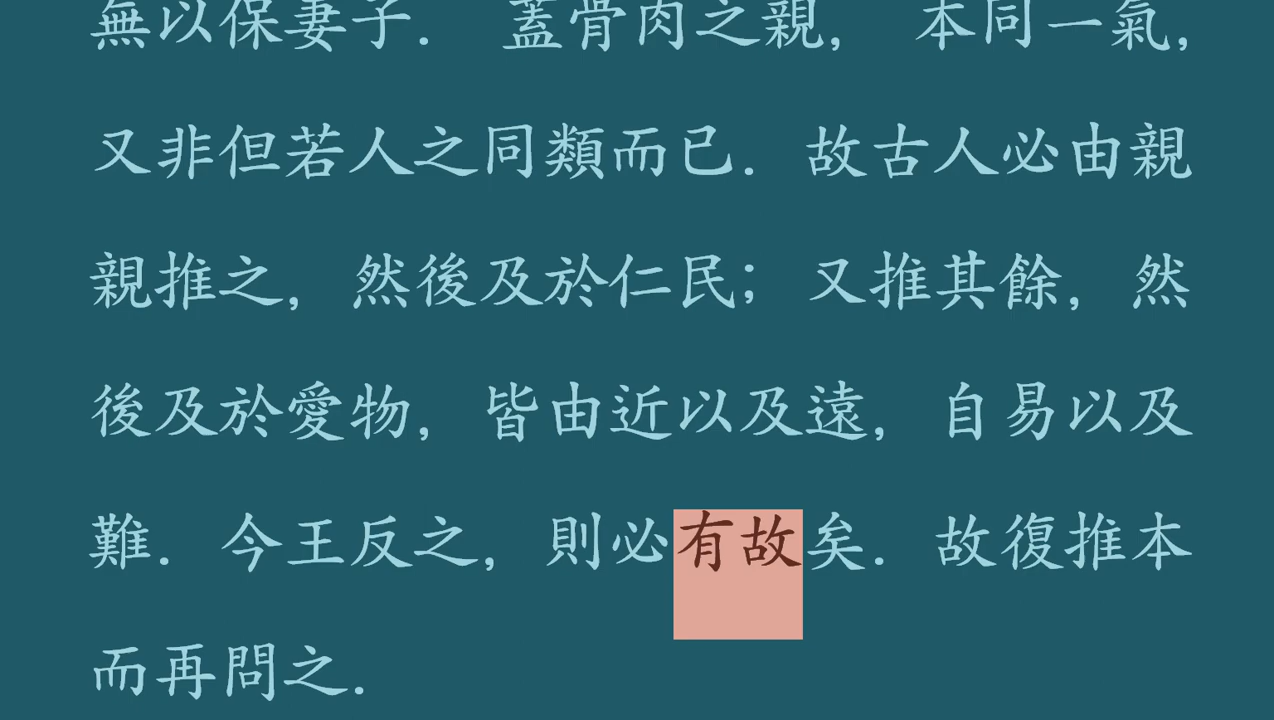 無以保妻子. 蓋骨肉之親, 本同一氣,
又非但若人之同類而已. 故古人必由親
親推之, 然後及於仁民; 又推其餘, 然
後及於愛物, 皆由近以及遠, 自易以及
難. 今王反之, 則必有故矣. 故復推本
而再問之.